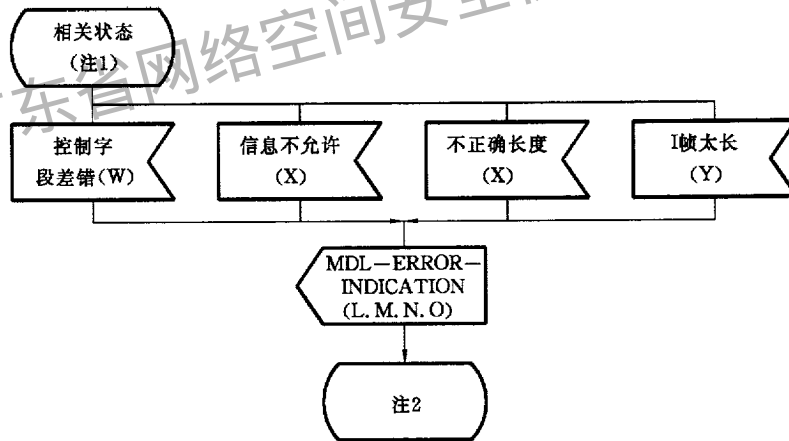 相关状态
(注1)
东省网络空间安全
控制字
段差错(W)
信息不允许
(X)
不正确长度
(X)
I帧太长
(Y)
MDL-ERROR-
INDICATION
(L.M.N.O)
注2